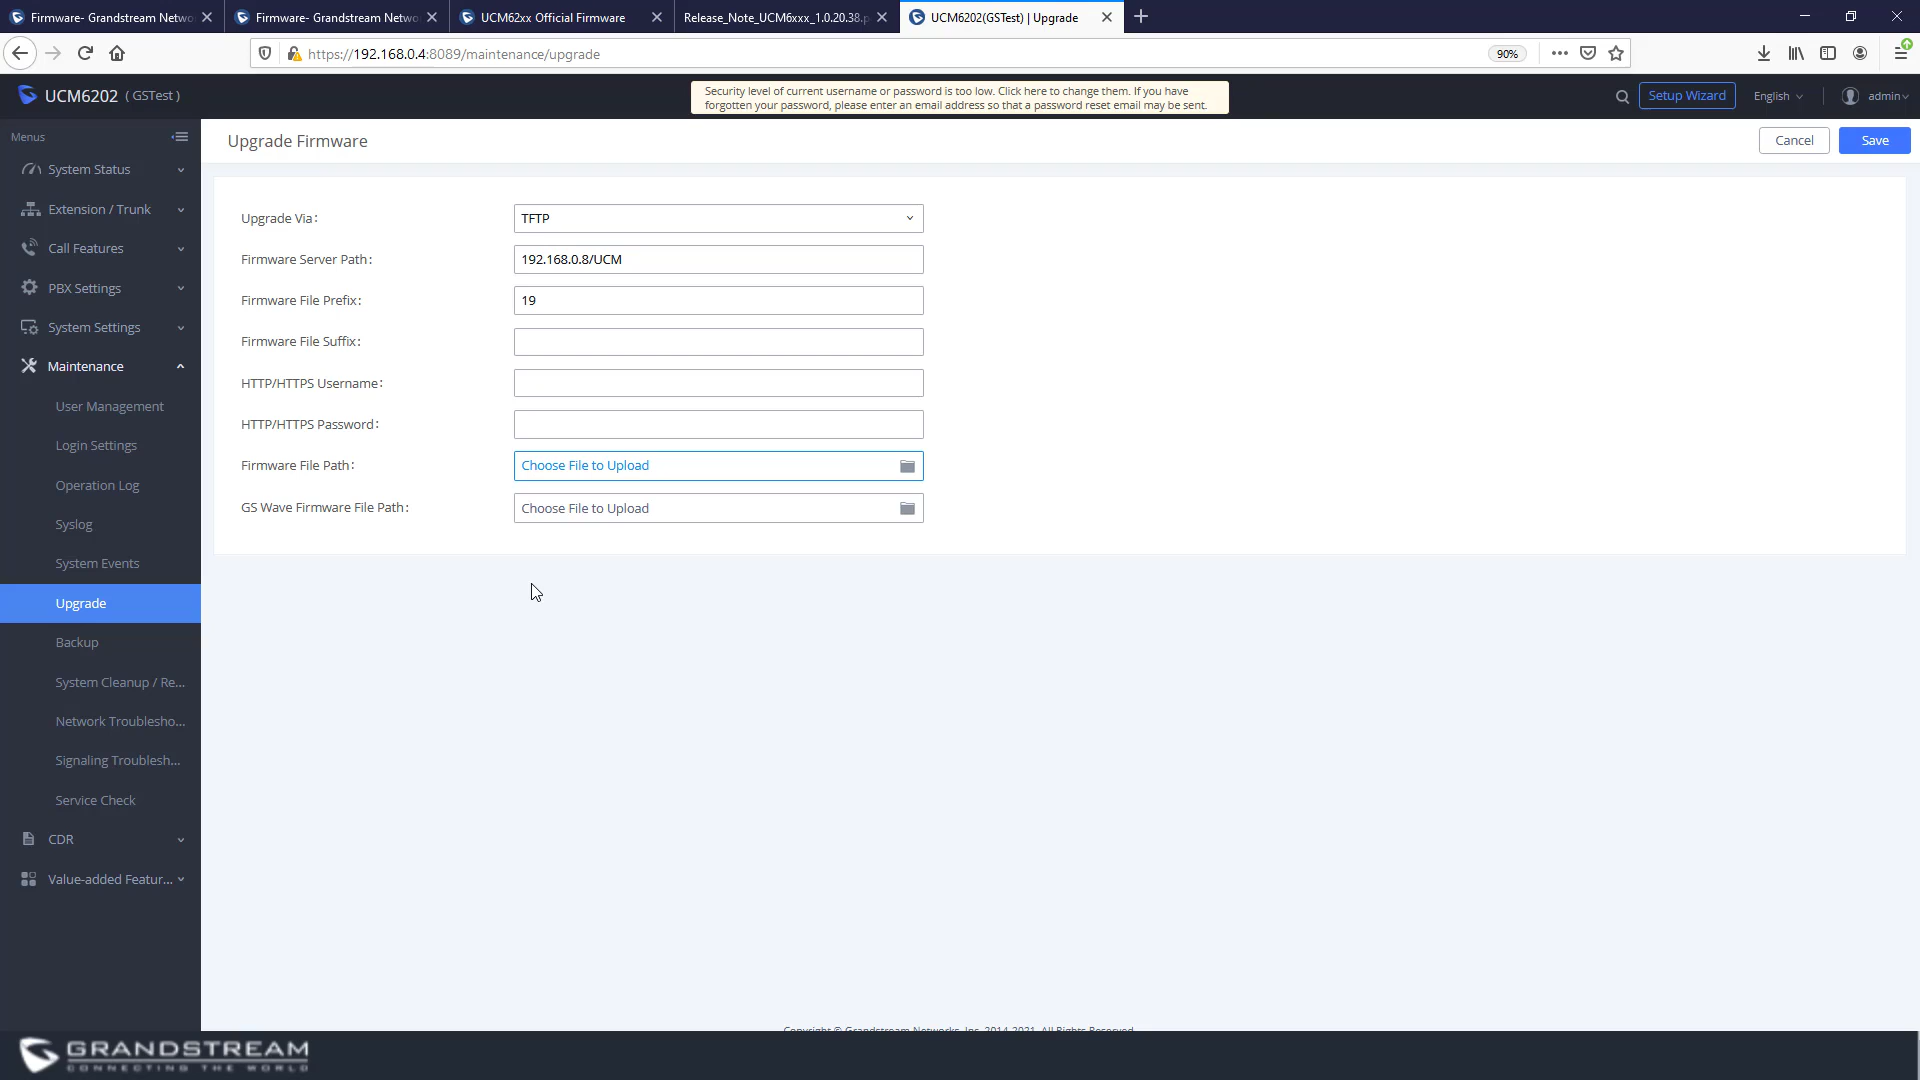 Firmware- Grandstream Netwo
Firmware- Grandstream Netwo
UCM62xx Official Firmware
Release_Note_UCM6xxx_1.0.20.38.p
UCM6202(GSTest) | Upgrade
https://192.168.0.4:8089/maintenance/upgrade
90%
UCM6202 ( GSTest )
Security level of current username or password is too low. Click here to change them. If you have
forgotten your password, please enter an email address so that a password reset email may be sent.
Setup Wizard
English
admin
Menus
Upgrade Firmware
Cancel
Save
System Status
Extension / Trunk
Call Features
PBX Settings
System Settings
Maintenance
User Management
Login Settings
Operation Log
Syslog
System Events
Upgrade
Backup
System Cleanup / Re...
Network Troublesho...
Signaling Troublesh...
Service Check
CDR
Value-added Featur...
Upgrade Via:
TFTP
Firmware Server Path:
192.168.0.8/UCM
Firmware File Prefix:
19
Firmware File Suffix:
HTTP/HTTPS Username:
HTTP/HTTPS Password:
Firmware File Path:
Choose File to Upload
GS Wave Firmware File Path:
Choose File to Upload
Copyright © Grandstream Networks, Inc. 2014-2021. All Rights Reserved.
GRANDSTREAM
CONNECTING THE WORLD